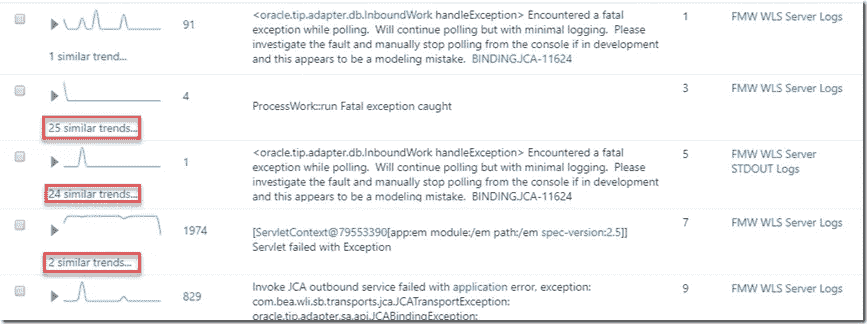 91
<oracle.tip.adapter.db.InboundWork handleException> Encountered a fatal
exception while polling. Will continue polling but with minimal logging. Please
investigate the fault and manually stop polling from the console if in development
and this appears to be a modeling mistake. BINDING.JCA-11624
1
FMW WLS Server Logs
1 similar trend...
4
ProcessWork::run Fatal exception caught
3
FMW WLS Server Logs
25 similar trends...
1
<oracle.tip.adapter.db.InboundWork handleException> Encountered a fatal
exception while polling. Will continue polling but with minimal logging. Please
investigate the fault and manually stop polling from the console if in development
and this appears to be a modeling mistake. BINDING.JCA-11624
5
FMW WLS Server
STDOUT Logs
24 similar trends...
1974
[ServletContext@79553390[app:em module:/em path:/em spec-version:2.5]]
Servlet failed with Exception
7
FMW WLS Server Logs
2 similar trends...
829
Invoke JCA outbound service failed with application error, exception:
com.bea.wli.sb.transports.jca.JCATransportException:
oracle.tip.adapter.sa.api.JCABindingException:
9
FMW WLS Server Logs